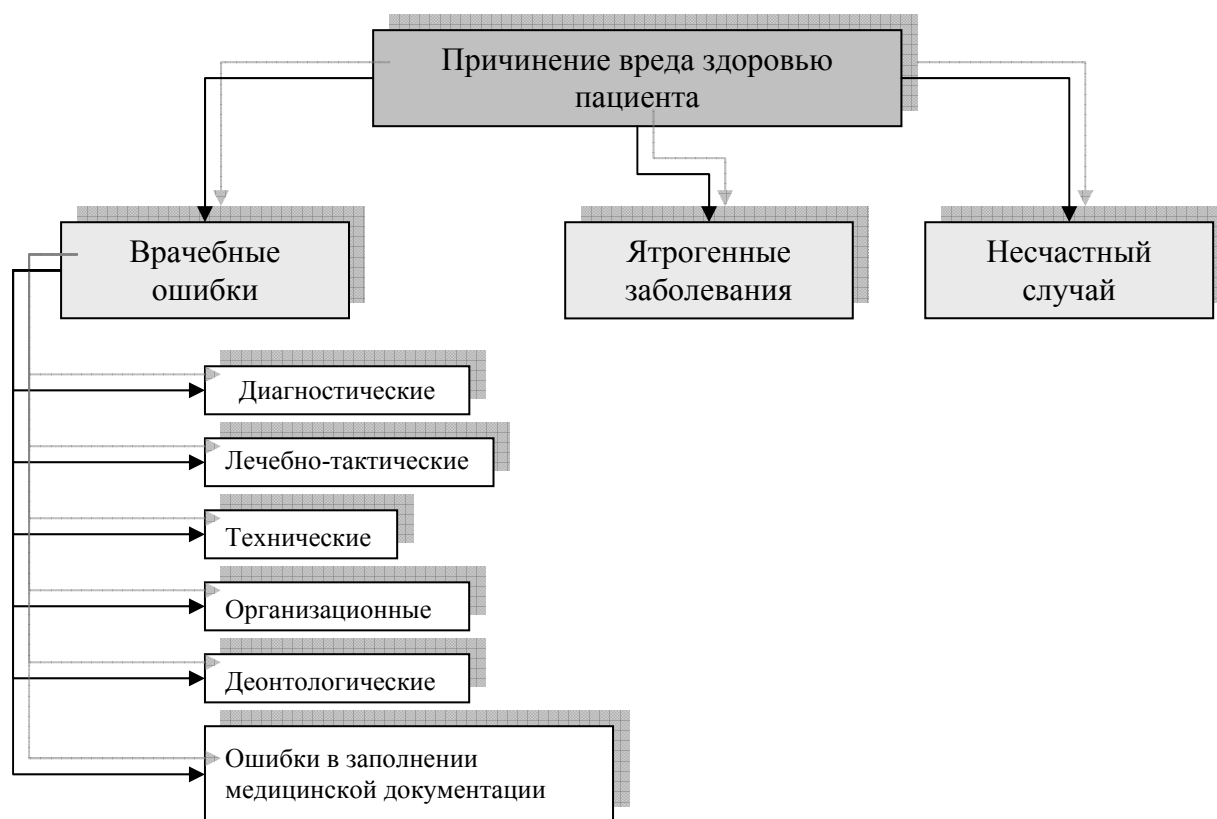 Причинение вреда здоровью
пациента
Врачебные
ошибки
Ятрогенные
заболевания
Несчастный
случай
Диагностические
Лечебно-тактические
Технические
Организационные
Деонтологические
Ошибки в заполнении
медицинской документации